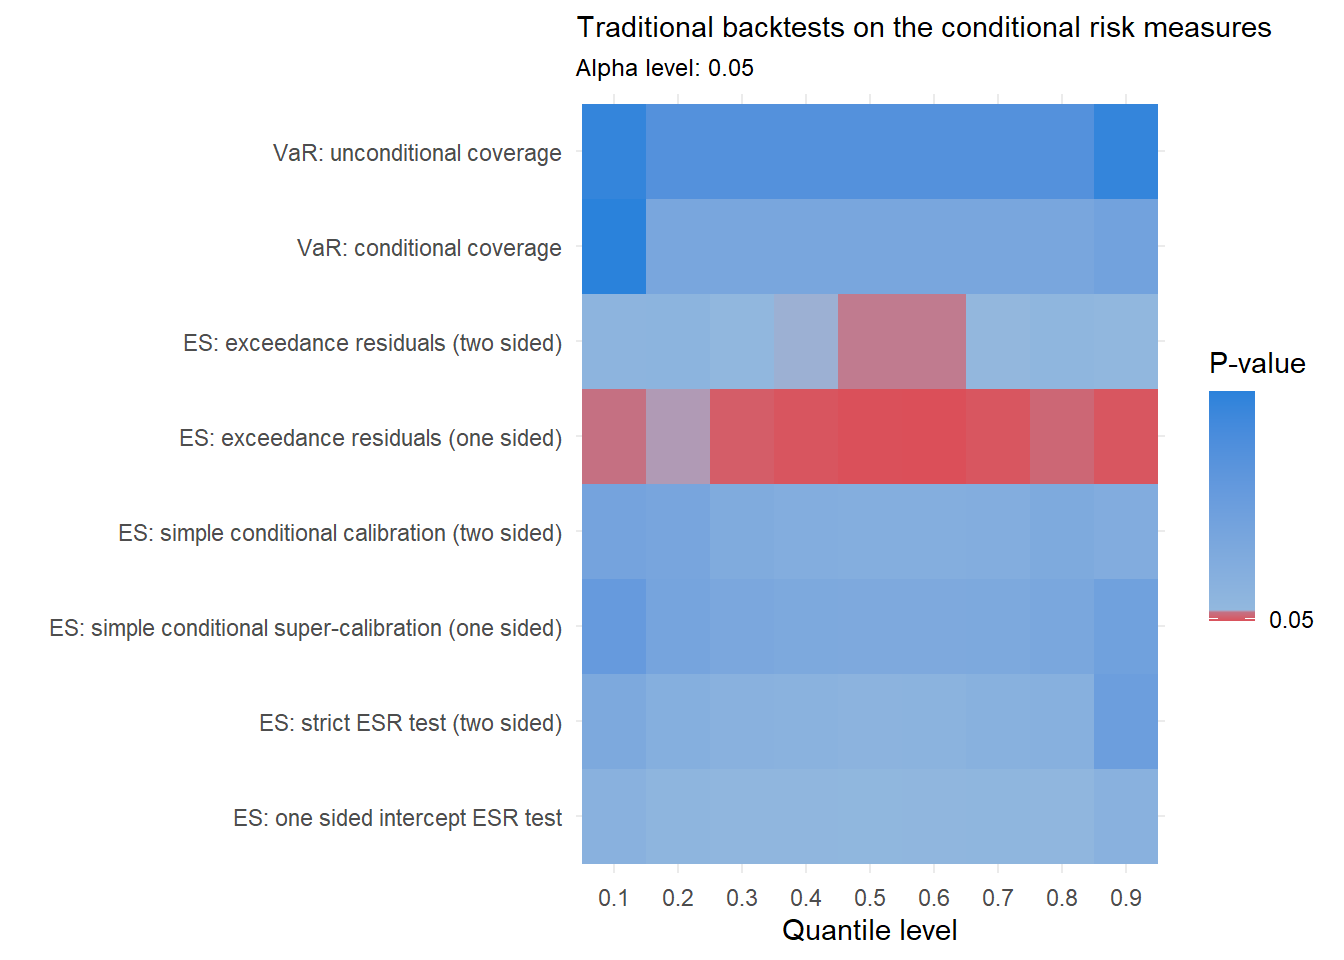 Traditional backtests on the conditional risk measures
Alpha level: 0.05
VaR: unconditional coverage
VaR: conditional coverage
ES: exceedance residuals (two sided)
ES: exceedance residuals (one sided)
ES: simple conditional calibration (two sided)
ES: simple conditional super-calibration (one sided)
ES: strict ESR test (two sided)
ES: one sided intercept ESR test
0.1 0.2 0.3 0.4 0.5 0.6 0.7 0.8 0.9
Quantile level
P-value
0.05